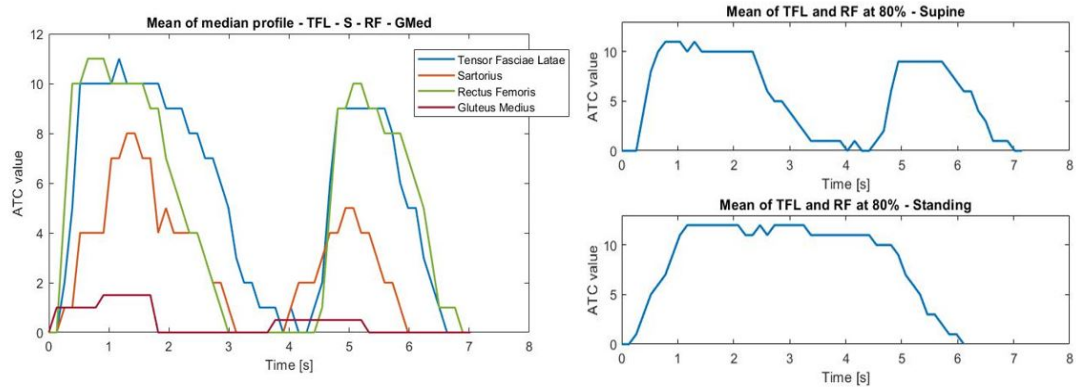 Mean of median profile - TFL - S - RF - GMed
12
10
8
6
4
2
0
ATC value
0 1 2 3 4 5 6 7 8
Time [s]
Tensor Fasciae Latae
Sartorius
Rectus Femoris
Gluteus Medius
Mean of TFL and RF at 80% - Supine
10
5
0
ATC value
0 1 2 3 4 5 6 7 8
Time [s]
Mean of TFL and RF at 80% - Standing
10
5
0
ATC value
0 1 2 3 4 5 6 7 8
Time [s]